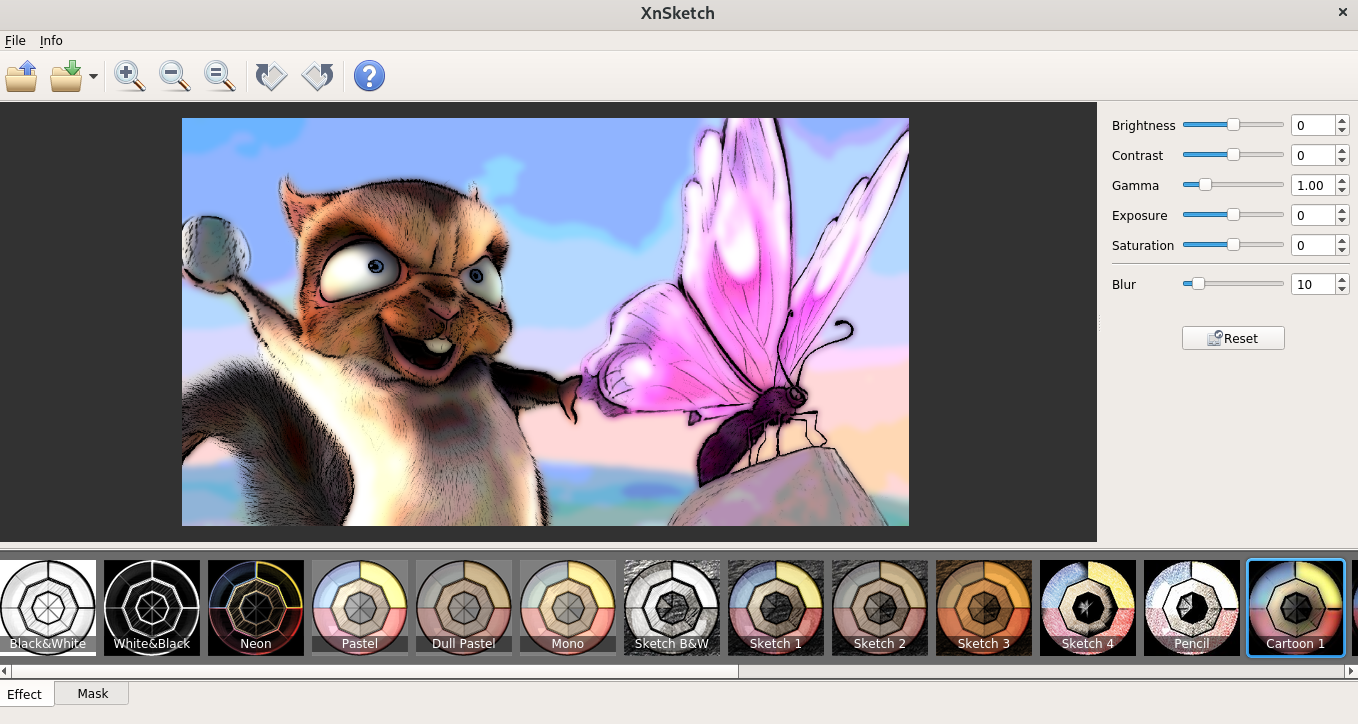 XnSketch
File Info
Brightness 0
Contrast 0
Gamma 1.00
Exposure 0
Saturation 0
Blur 10
Reset
Black&White White&Black Neon Pastel Dull Pastel Mono Sketch B&W Sketch 1 Sketch 2 Sketch 3 Sketch 4 Pencil Cartoon 1
Effect Mask